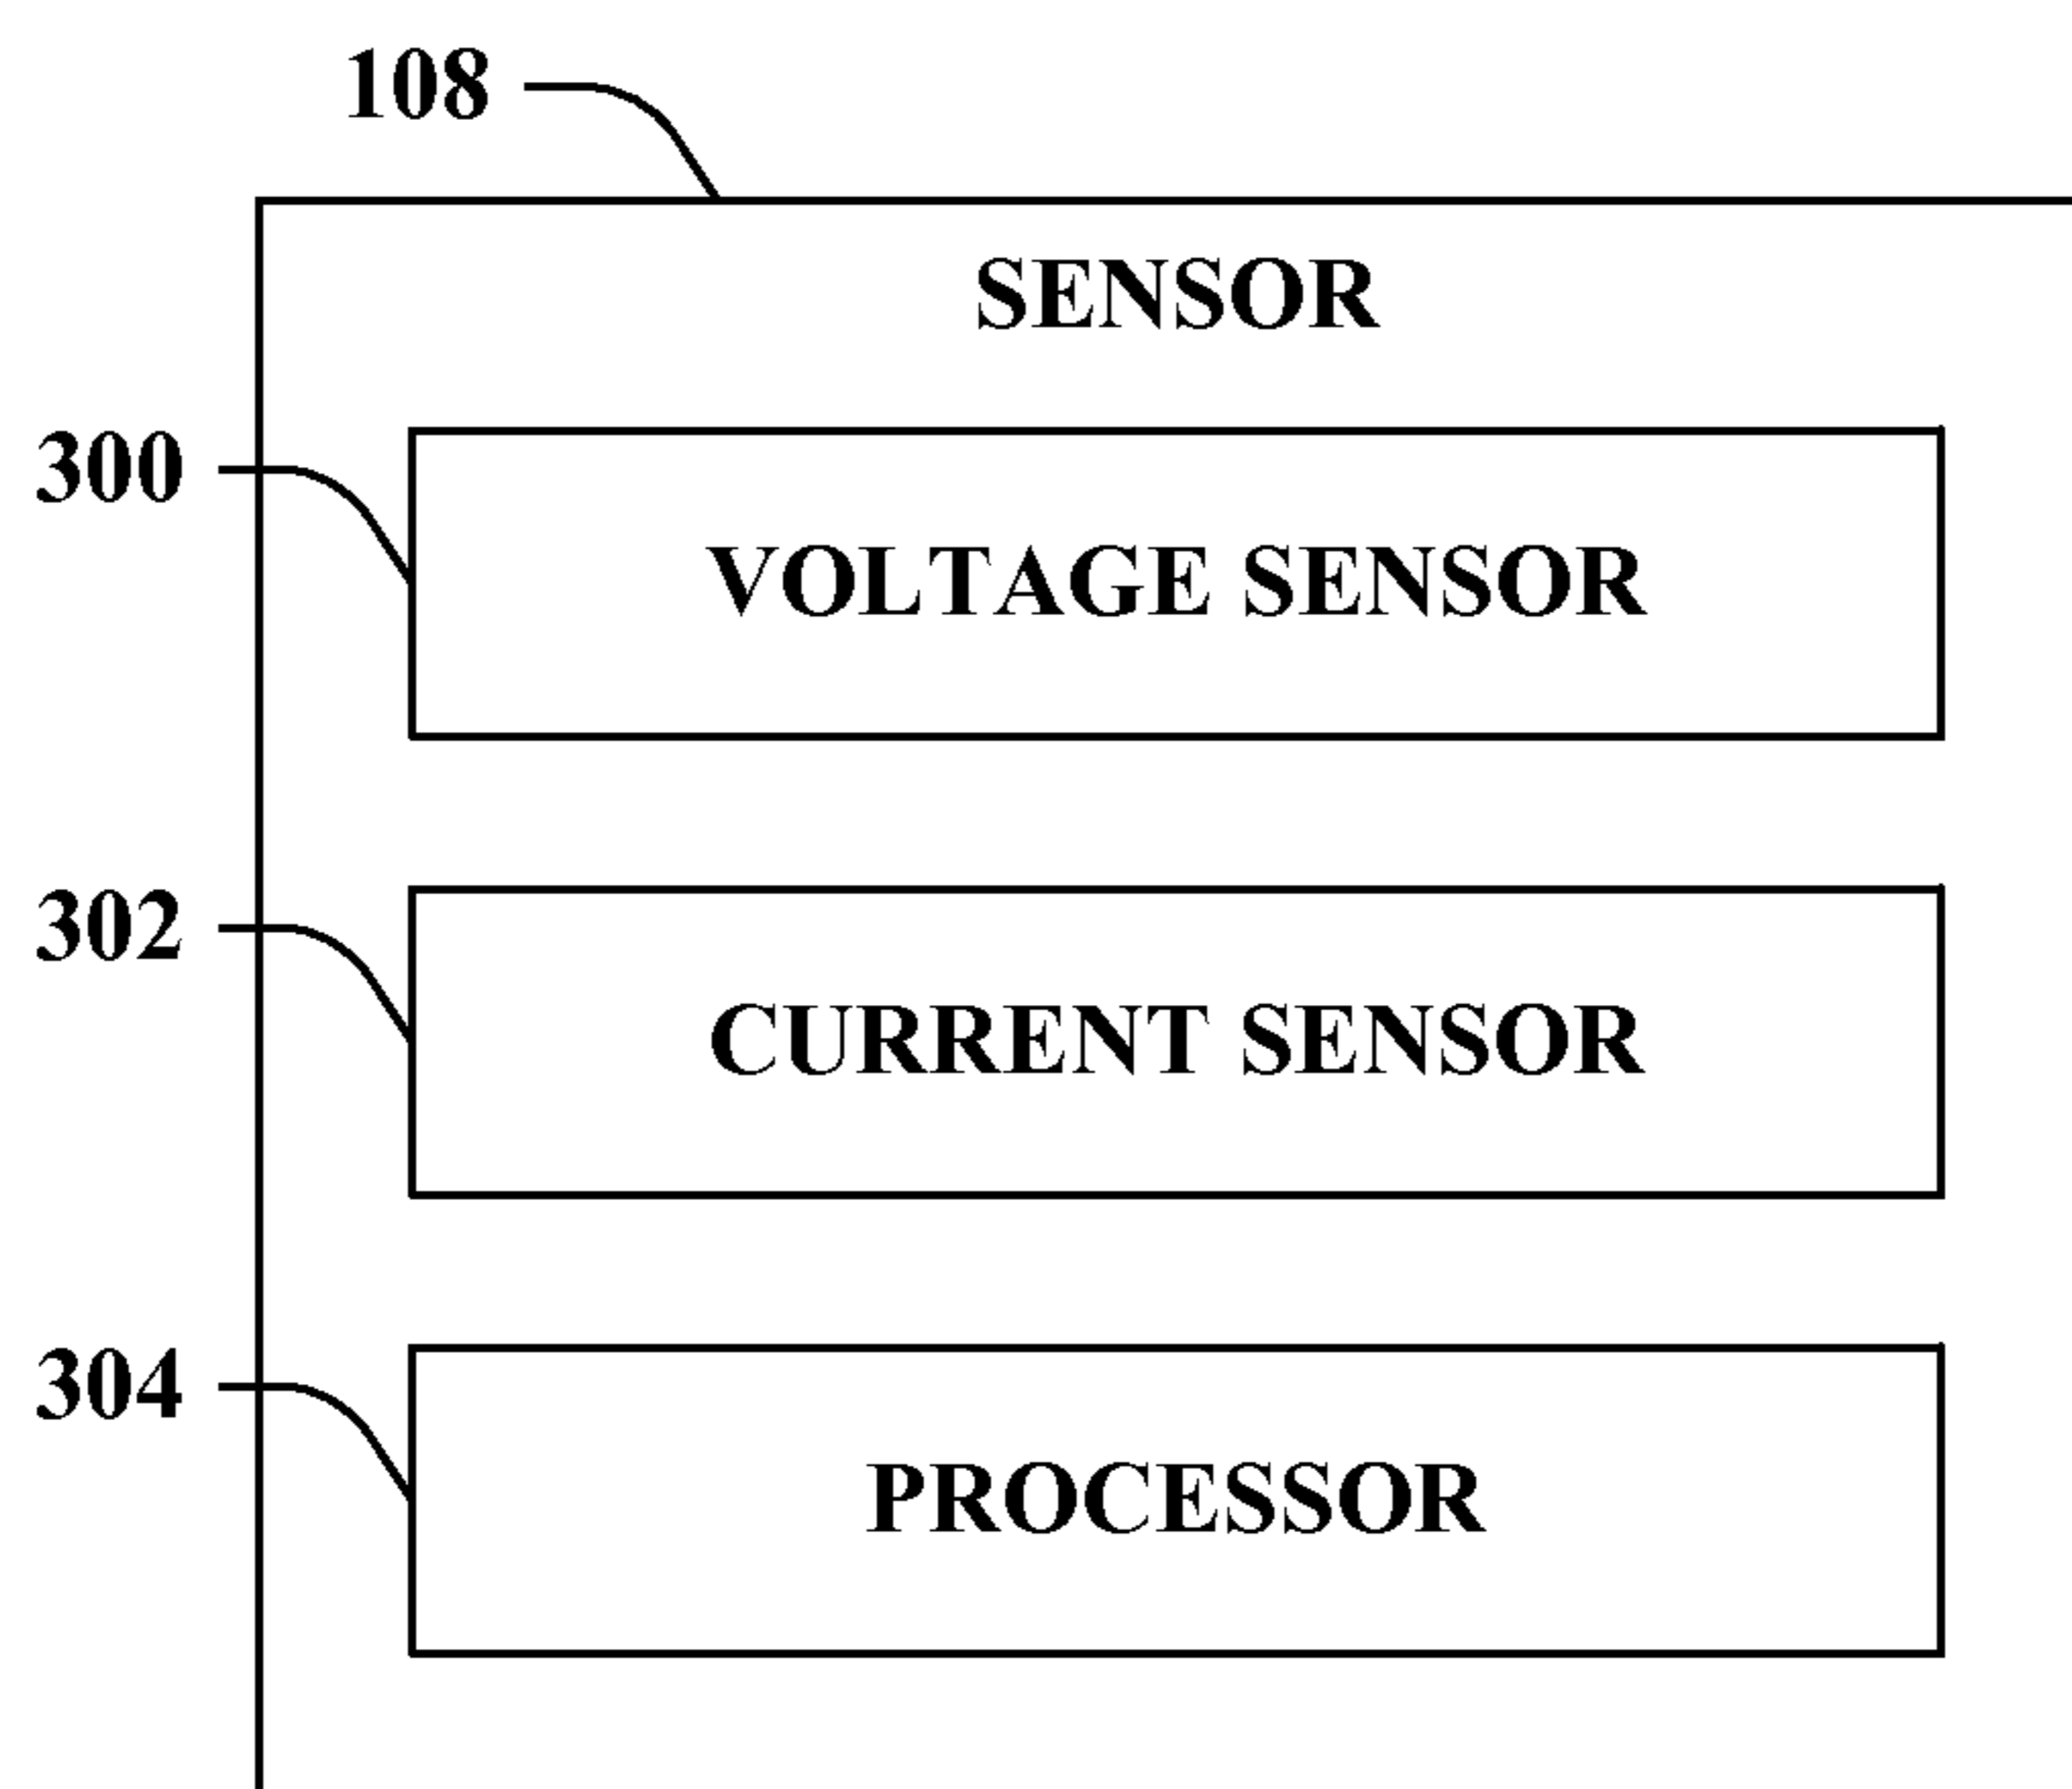 108
SENSOR
300
VOLTAGE SENSOR
302
CURRENT SENSOR
304
PROCESSOR